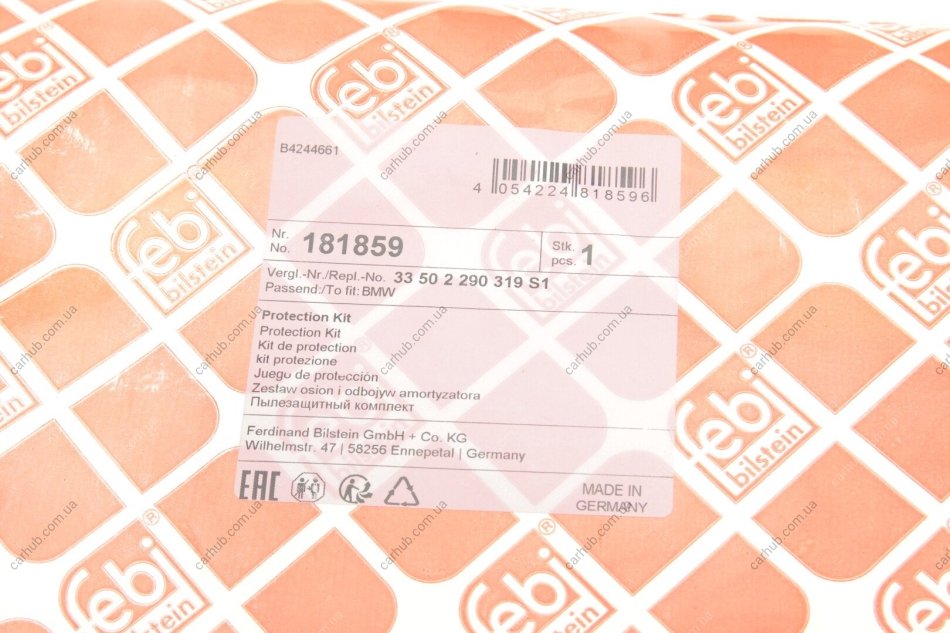 febi
bilstein
B4244661
4 054224 818596
Nr.
No. 181859
Stk.
pcs. 1
Vergl.-Nr./Repl.-No. 33 50 2 290 319 S1
Passend:/To fit: BMW
Protection Kit
Protection Kit
Kit de protection
kit protezione
Juego de protección
Zestaw osion i odbojyw amortyzatora
Пылезащитный комплект
Ferdinand Bilstein GmbH + Co. KG
Wilhelmstr. 47 | 58256 Ennepetal | Germany
EAC
MADE IN
GERMANY
carhub.com.ua